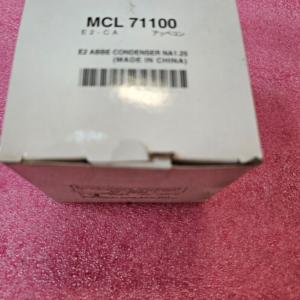 MCL 71100
E2-CA アッベコン
E2 ABBE CONDENSER NA1.25
(MADE IN CHINA)